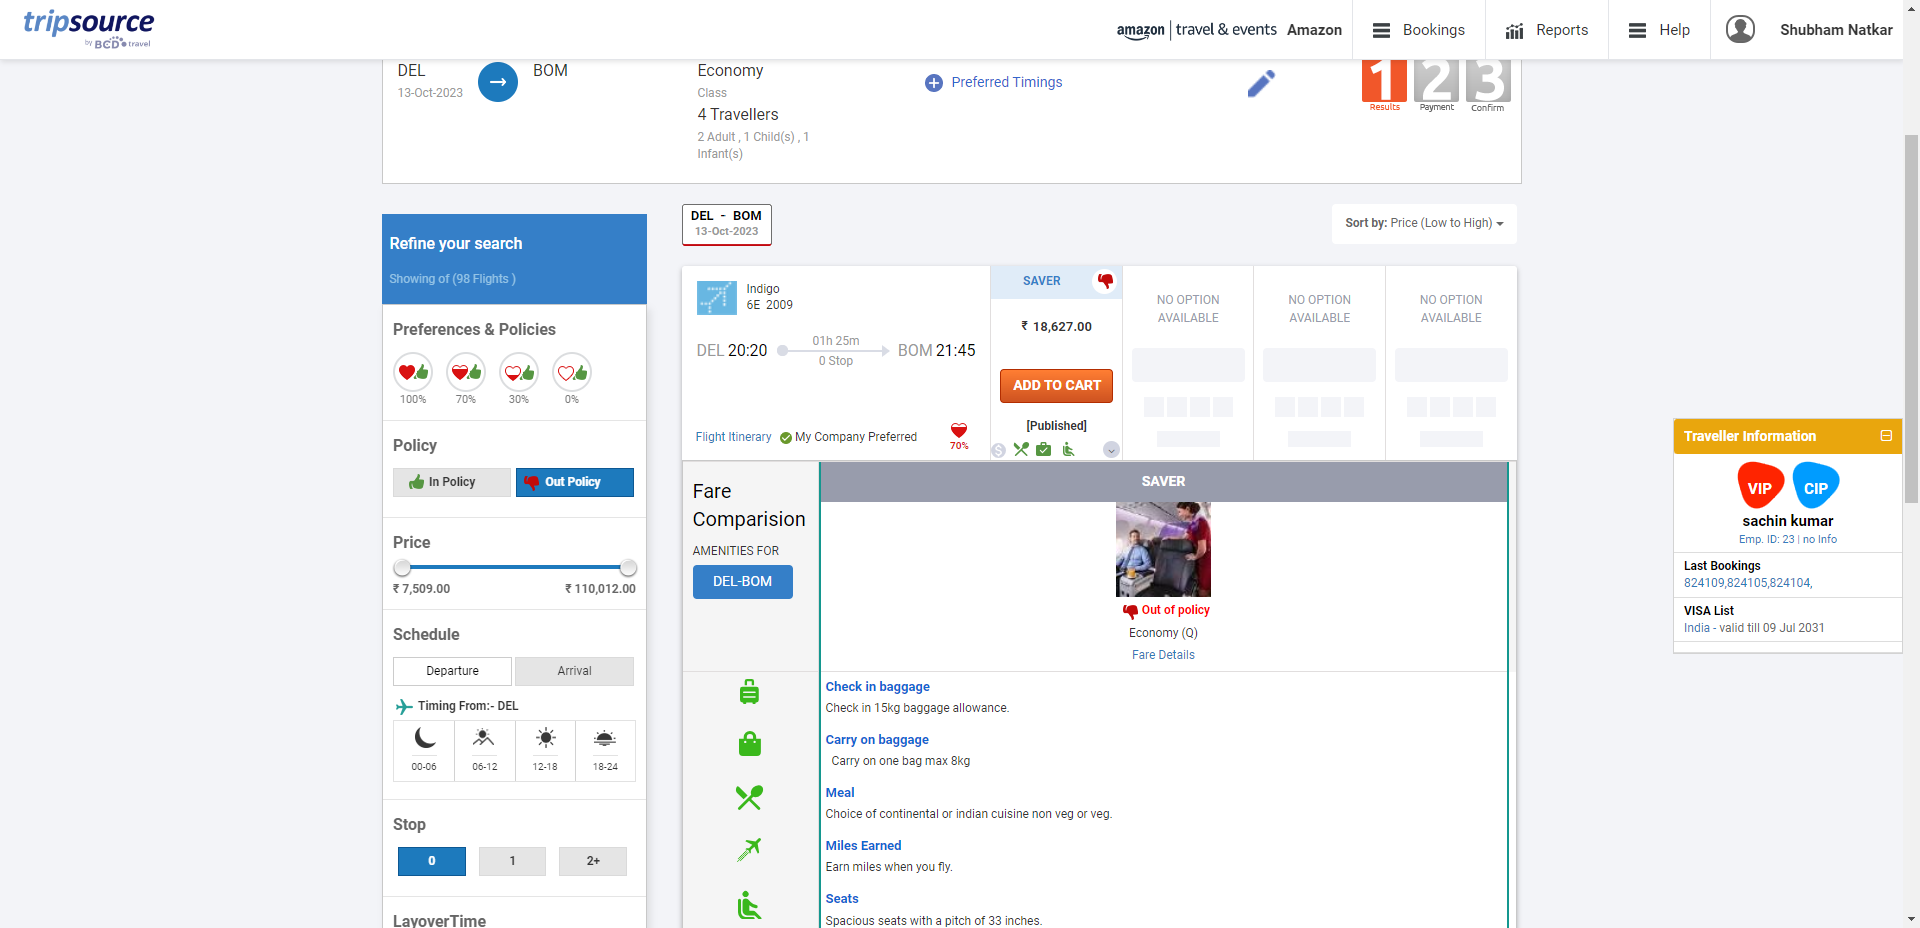 tripsource
by BCD travel
amazon | travel & events Amazon
Bookings
Reports
Help
Shubham Natkar
DEL
13-Oct-2023
BOM
Economy
Class
4 Travellers
2 Adult , 1 Child(s) , 1
Infant(s)
Preferred Timings
1
Results
2
Payment
3
Confirm
Refine your search
Showing of (98 Flights )
Preferences & Policies
100%
70%
30%
0%
Policy
In Policy
Out Policy
Price
₹ 7,509.00
₹ 110,012.00
Schedule
Departure
Arrival
Timing From:- DEL
00-06
06-12
12-18
18-24
Stop
0
1
2+
LayoverTime
DEL - BOM
13-Oct-2023
Sort by: Price (Low to High)
Indigo
6E 2009
DEL 20:20
01h 25m
0 Stop
BOM 21:45
Flight Itinerary
My Company Preferred
70%
SAVER
₹ 18,627.00
ADD TO CART
[Published]
NO OPTION
AVAILABLE
NO OPTION
AVAILABLE
NO OPTION
AVAILABLE
Fare
Comparision
AMENITIES FOR
DEL-BOM
SAVER
Out of policy
Economy (Q)
Fare Details
Check in baggage
Check in 15kg baggage allowance.
Carry on baggage
Carry on one bag max 8kg
Meal
Choice of continental or indian cuisine non veg or veg.
Miles Earned
Earn miles when you fly.
Seats
Spacious seats with a pitch of 33 inches.
Traveller Information
VIP
CIP
sachin kumar
Emp. ID: 23 | no Info
Last Bookings
824109,824105,824104,
VISA List
India - valid till 09 Jul 2031